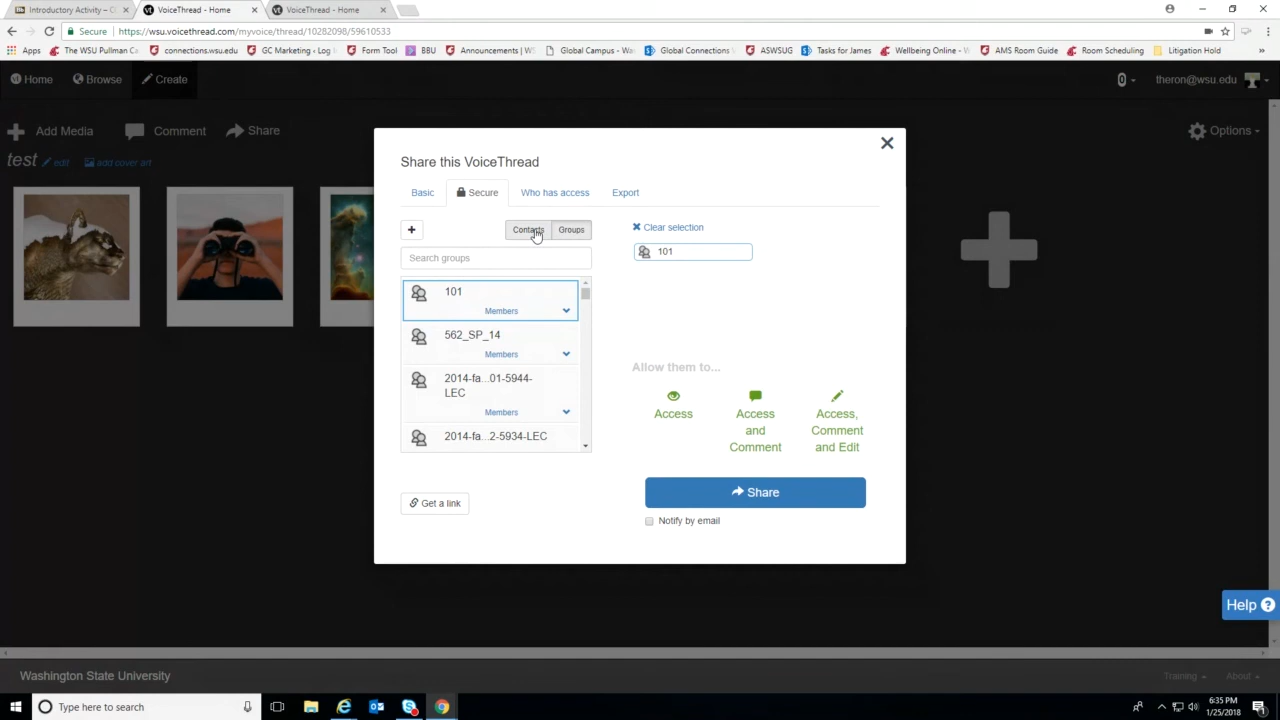 Introductory Activity – C
VoiceThread - Home
VoiceThread - Home
Secure
https://wsu.voicethread.com/myvoice/thread/10282098/59610533
Apps
The WSU Pullman Ca
connections.wsu.edu
GC Marketing - Log
Form Tool
BBU
Announcements | WS
Global Campus - Wa
Global Connections
ASWSUG
Tasks for James
Wellbeing Online - W
AMS Room Guide
Room Scheduling
Litigation Hold
»
Home
Browse
Create
0
theron@wsu.edu
Add Media
Comment
Share
Options
test
edit
add cover art
Share this VoiceThread
Basic
Secure
Who has access
Export
Contacts
Groups
Clear selection
Search groups
101
101
Members
562_SP_14
Members
2014-fa...01-5944-
LEC
Members
2014-fa...2-5934-LEC
Allow them to...
Access
Access
and
Comment
Access,
Comment
and Edit
Get a link
Share
Notify by email
Help
Washington State University
Training
About
Type here to search
6:35 PM
1/25/2018